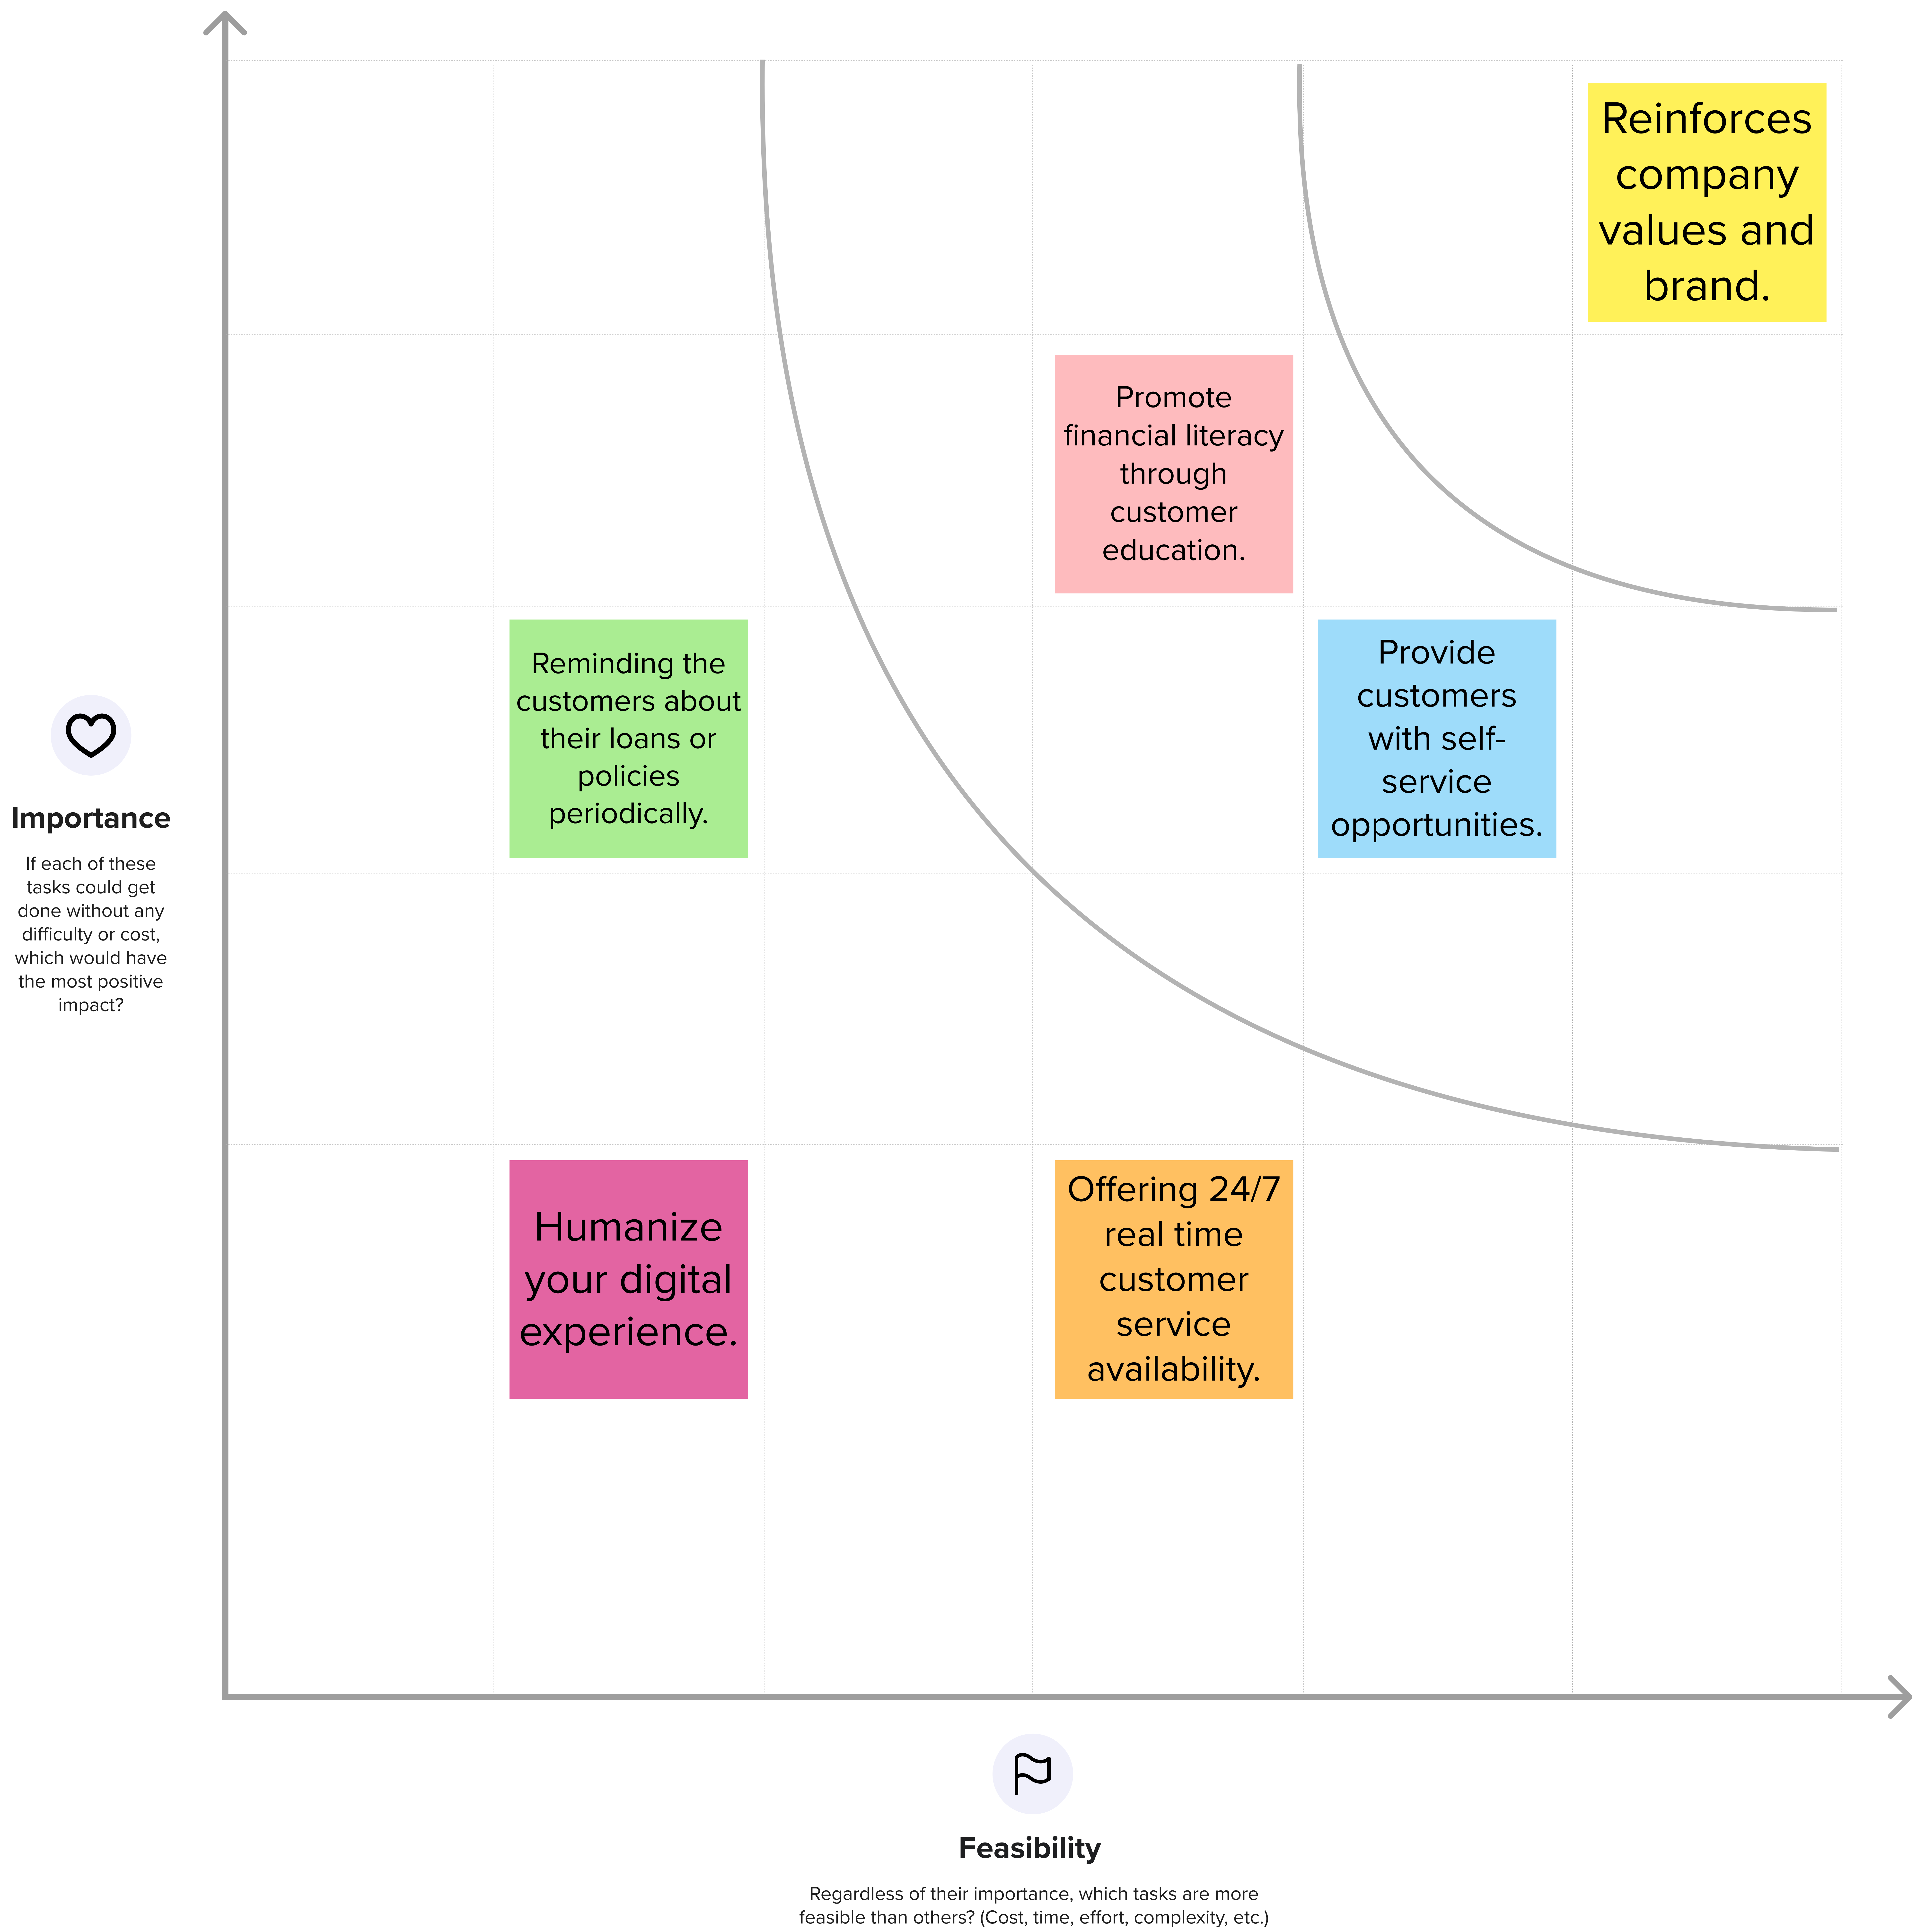 Reinforces
company
values and
brand.
Promote
financial literacy
through
customer
education.
Reminding the
customers about
their loans or
policies
periodically.
Provide
customers
with self-
service
opportunities.
Importance
If each of these
tasks could get
done without any
difficulty or cost,
which would have
the most positive
impact?
Humanize
your digital
experience.
Offering 24/7
real time
customer
service
availability.
Feasibility
Regardless of their importance, which tasks are more
feasible than others? (Cost, time, effort, complexity, etc.)